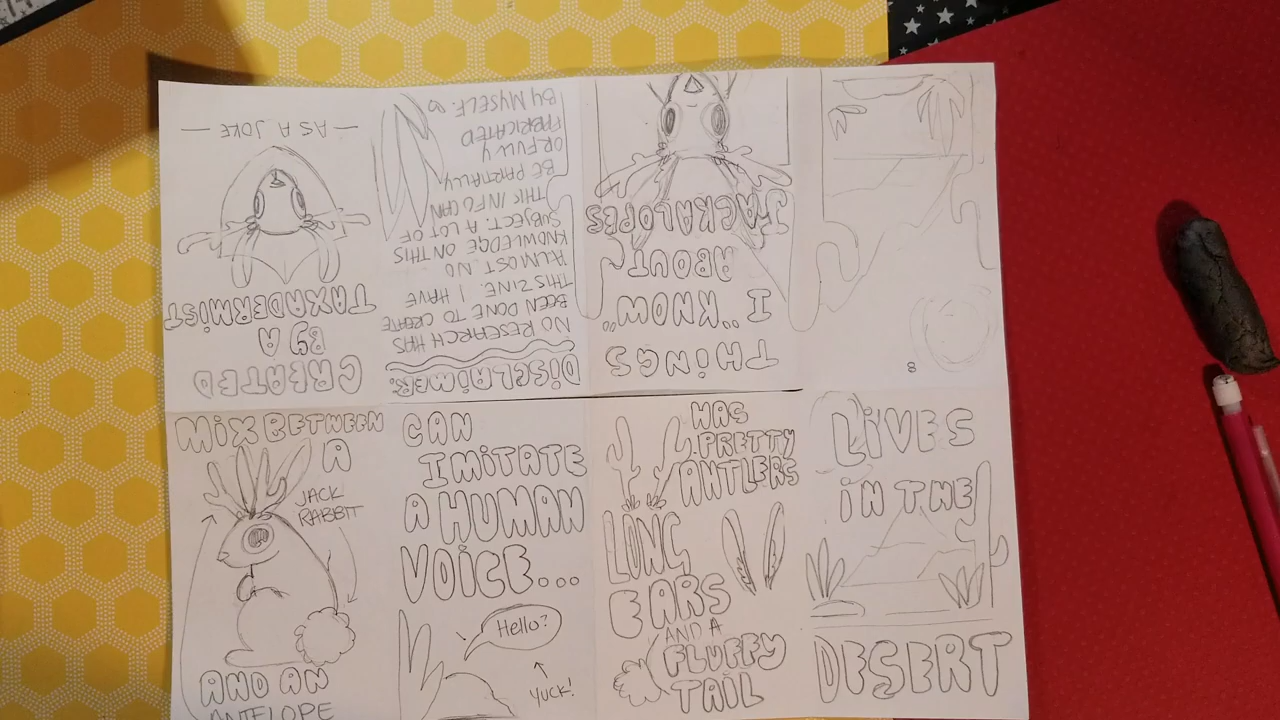 THINGS
I "KNOW"
ABOUT
JACKALOPES
DISCLAIMER:
NO RESEARCH HAS
BEEN DONE TO CREATE
THIS ZINE. I HAVE
ALMOST NO
KNOWLEDGE ON THIS
SUBJECT. A LOT OF
THIS INFO CAN
BE PARTIALLY
OR FULLY
FABRICATED
BY MYSELF. ♡
CREATED
BY A
TAXADERMIST
— AS A JOKE —
MIX BETWEEN
A
JACK
RABBIT
AND AN
ANTELOPE
CAN
IMITATE
A HUMAN
VOICE...
Hello?
YUCK!
HAS
PRETTY
ANTLERS
LONG
EARS
AND A
FLUFFY
TAIL
LIVES
IN THE
DESERT
8